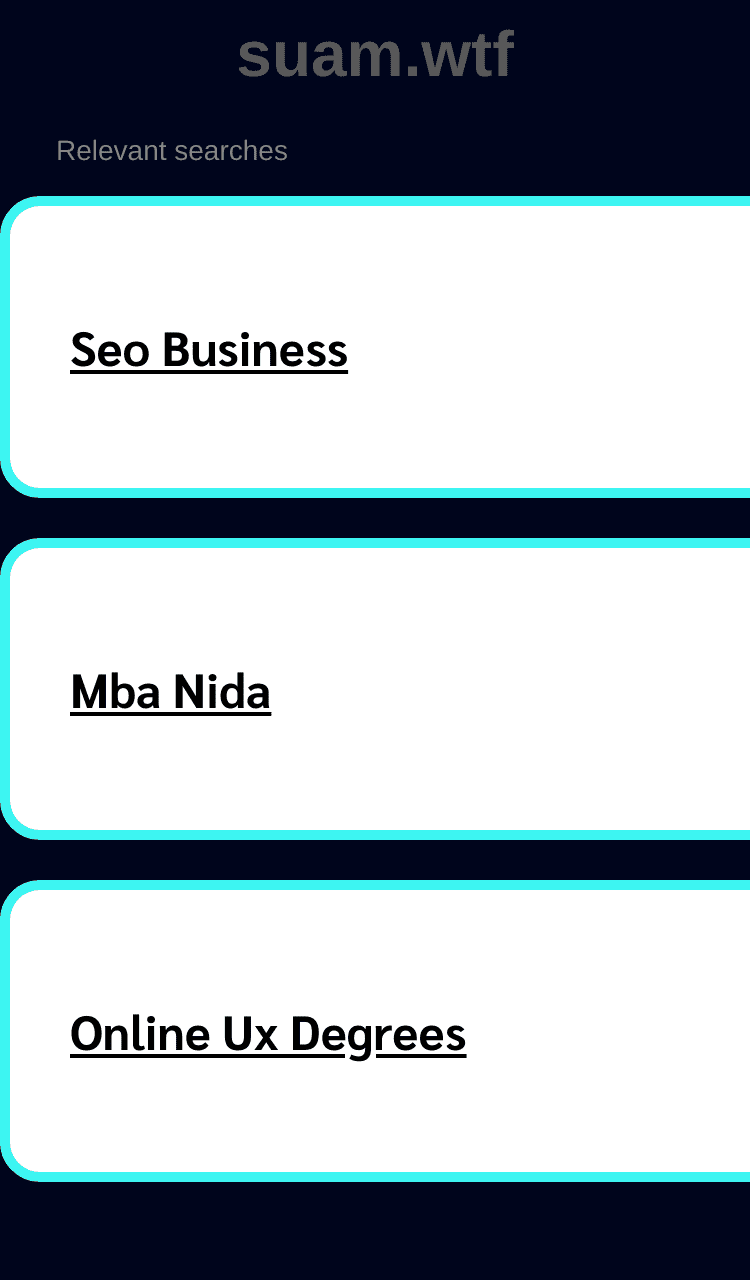 suam.wtf
Relevant searches
Seo Business
Mba Nida
Online Ux Degrees